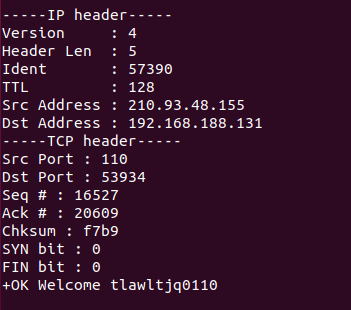 -----IP header-----
Version     : 4
Header Len  : 5
Ident       : 57390
TTL         : 128
Src Address : 210.93.48.155
Dst Address : 192.168.188.131
-----TCP header-----
Src Port : 110
Dst Port : 53934
Seq # : 16527
Ack # : 20609
Chksum : f7b9
SYN bit : 0
FIN bit : 0
+OK Welcome tlawltjq0110